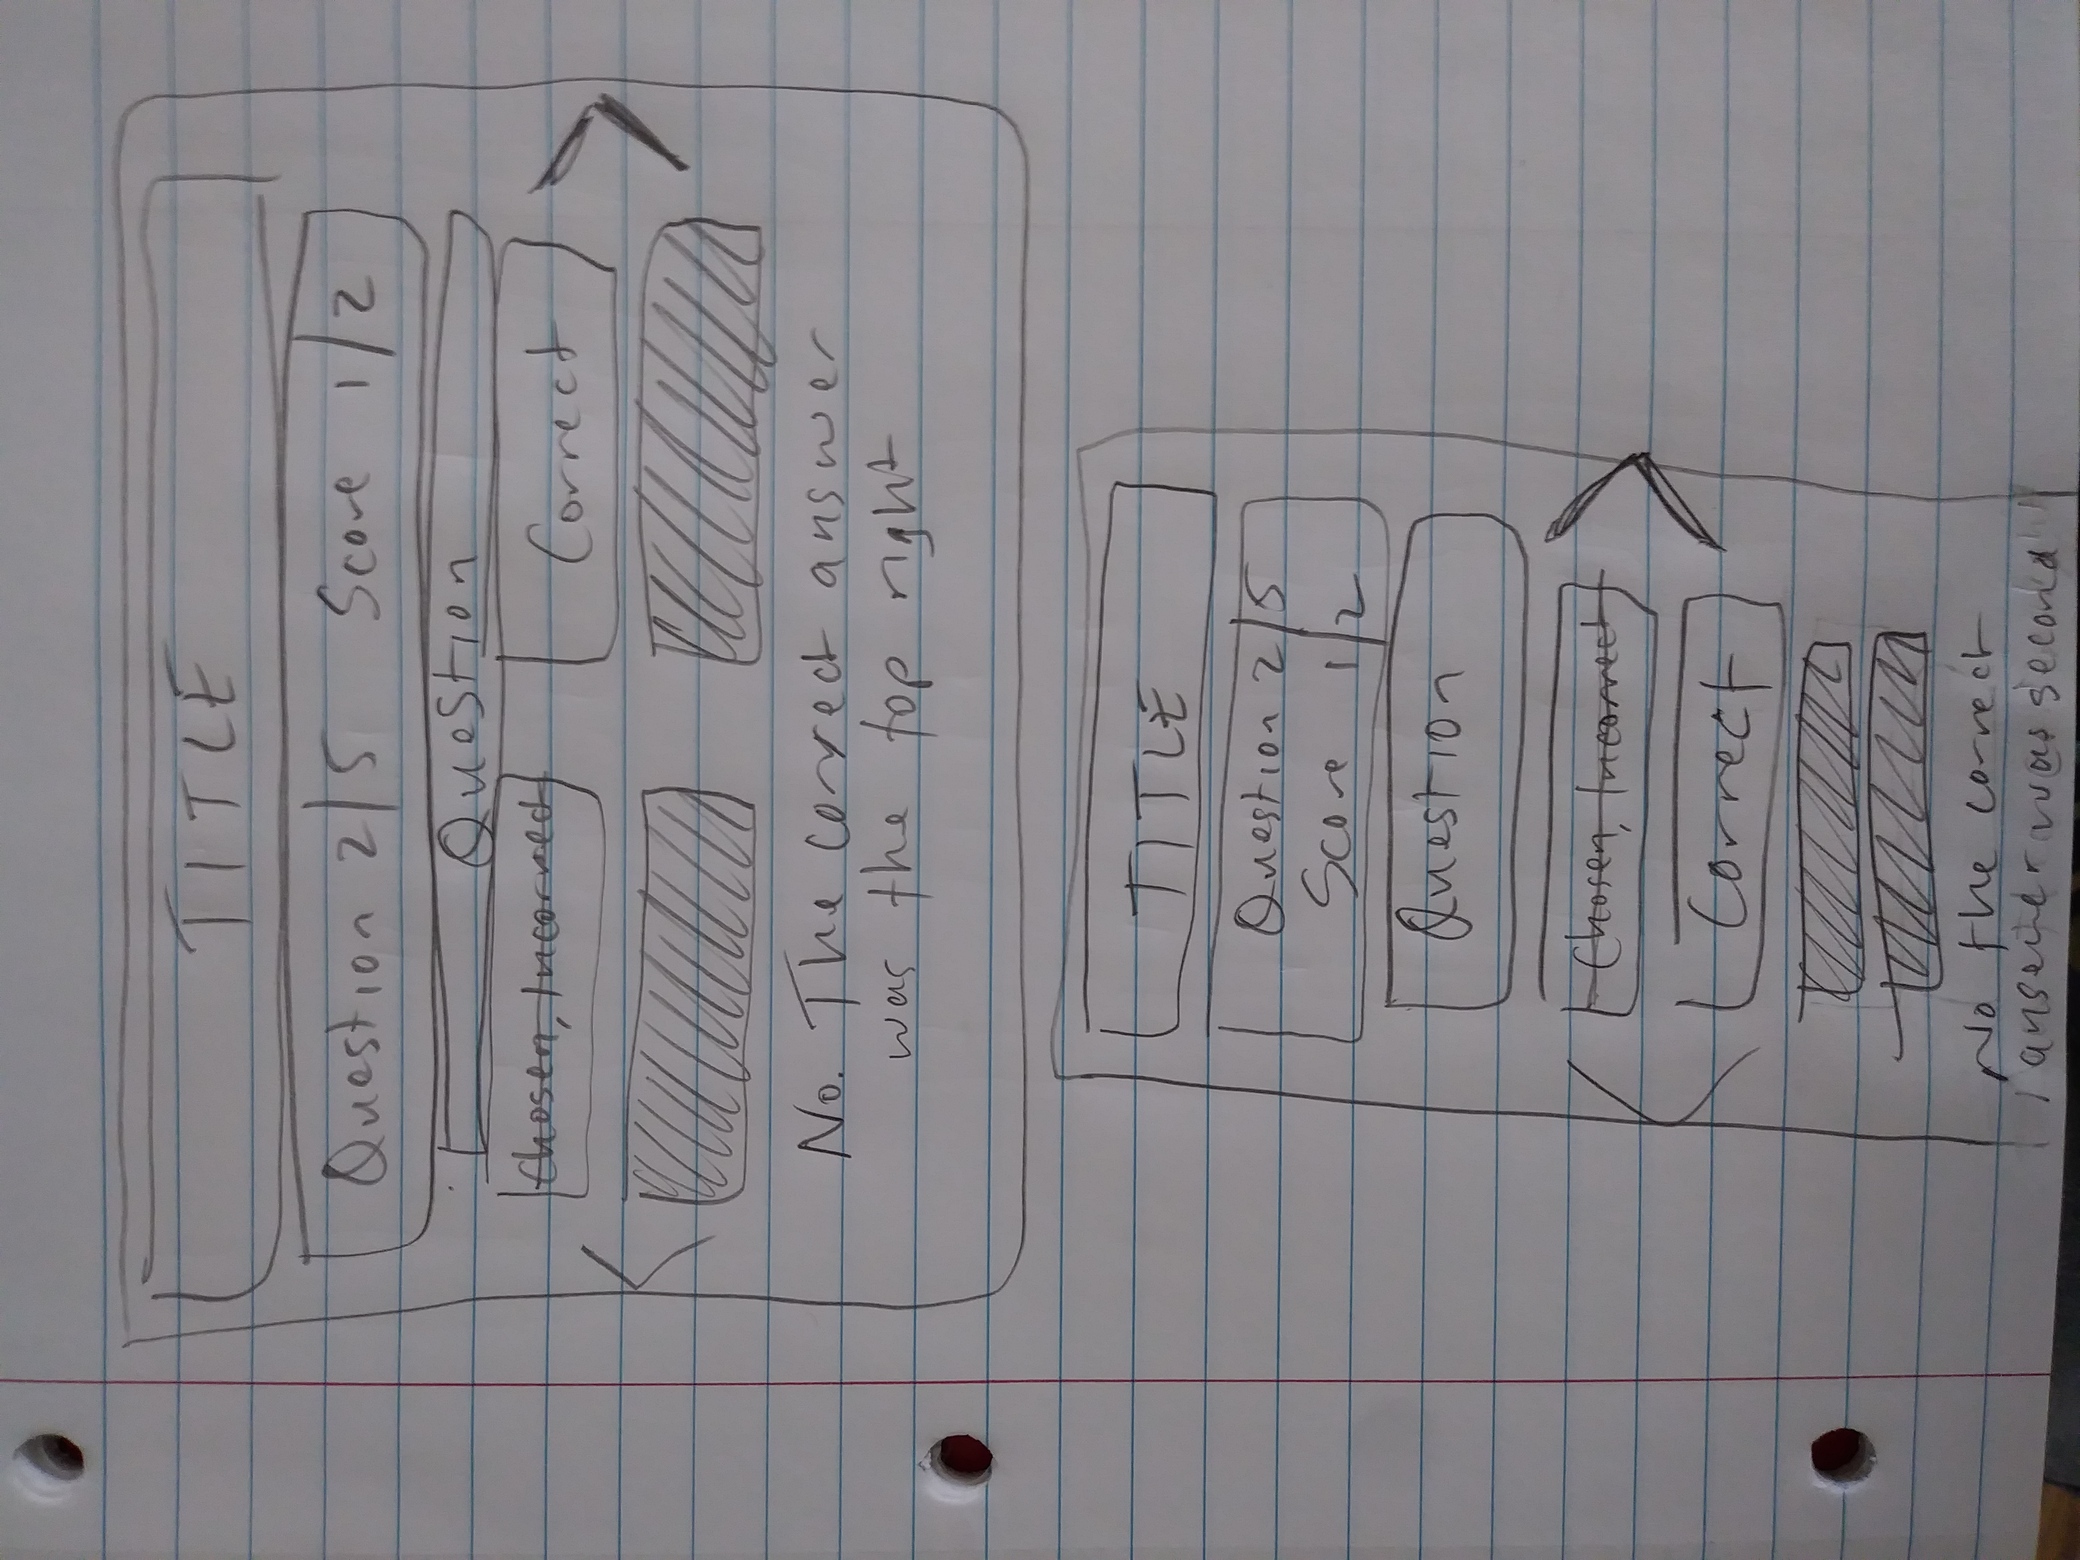 TITLE
Question 2/5 Score 1/2
Question
Chosen, Incorrect Correct
No. The correct answer
was the top right
TITLE
Question 2/5
Score 1/2
Question
Chosen, Incorrect
Correct
No the correct
answer was second